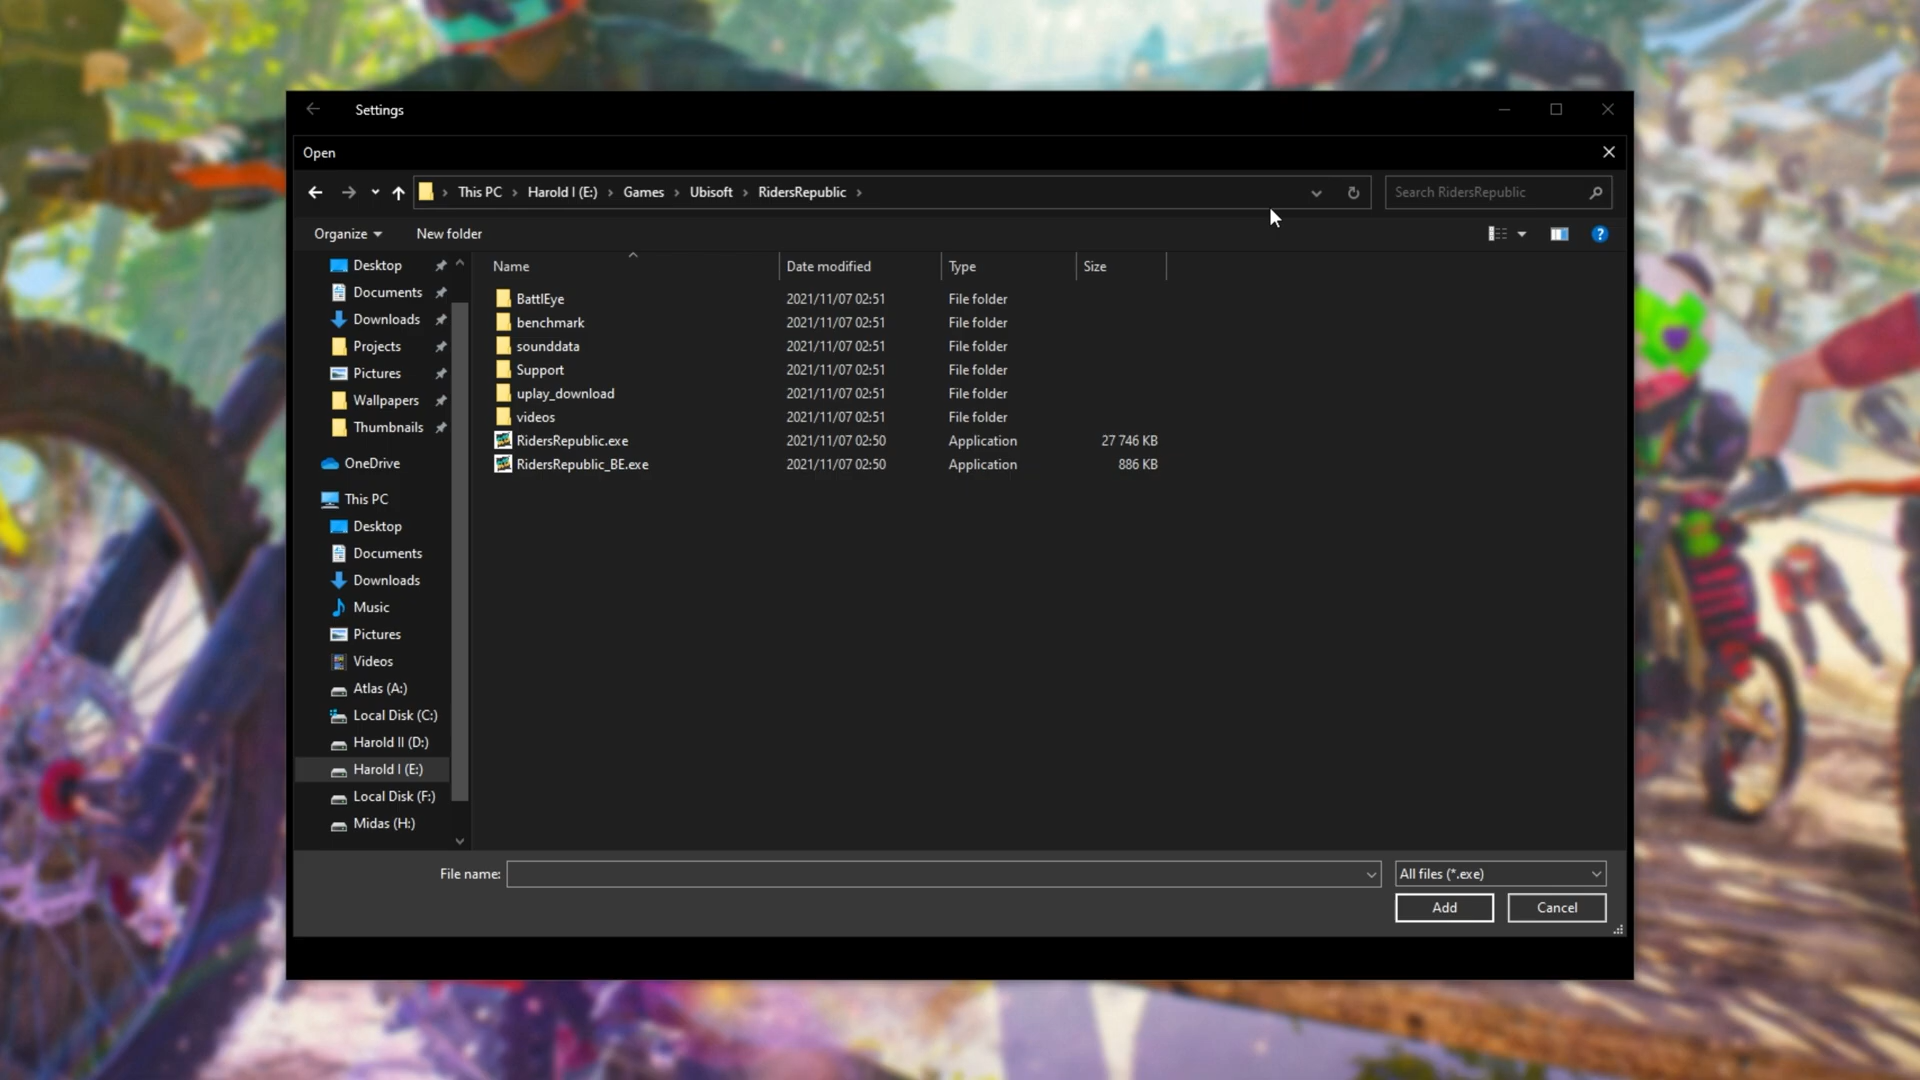 Settings
Open
This PC > Harold I (E:) > Games > Ubisoft > RidersRepublic >
Search RidersRepublic
Organize
New folder
Name
Date modified
Type
Size
Desktop
Documents
Downloads
Projects
Pictures
Wallpapers
Thumbnails
OneDrive
This PC
Desktop
Documents
Downloads
Music
Pictures
Videos
Atlas (A:)
Local Disk (C:)
Harold II (D:)
Harold I (E:)
Local Disk (F:)
Midas (H:)
BattlEye 2021/11/07 02:51 File folder
benchmark 2021/11/07 02:51 File folder
sounddata 2021/11/07 02:51 File folder
Support 2021/11/07 02:51 File folder
uplay_download 2021/11/07 02:51 File folder
videos 2021/11/07 02:51 File folder
RidersRepublic.exe 2021/11/07 02:50 Application 27 746 KB
RidersRepublic_BE.exe 2021/11/07 02:50 Application 886 KB
File name:
All files (*.exe)
Add
Cancel